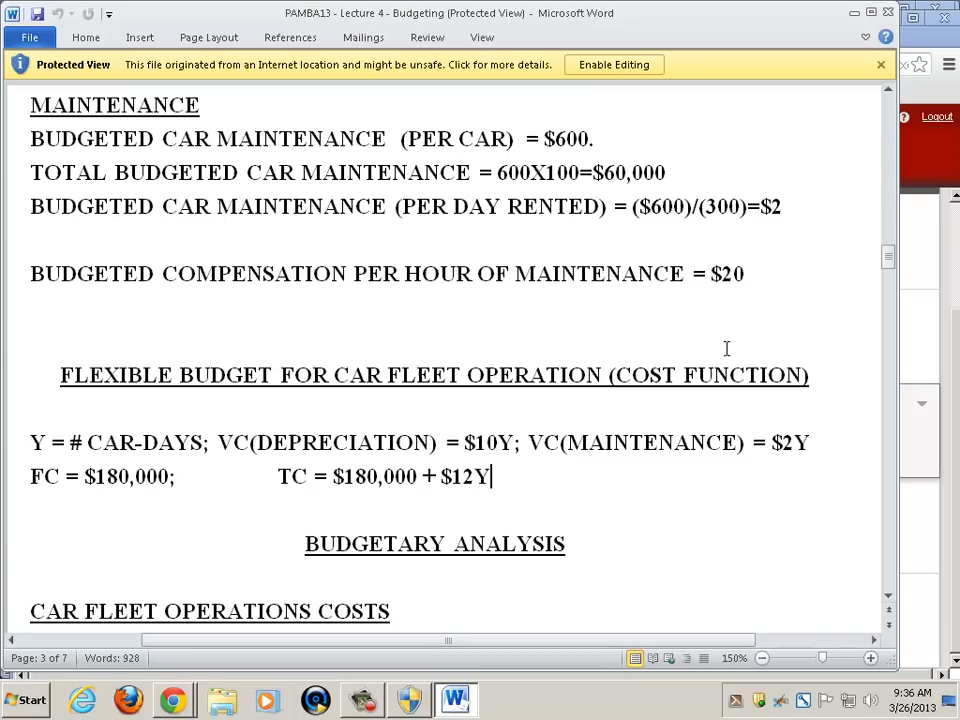 PAMBA13 - Lecture 4 - Budgeting (Protected View) - Microsoft Word
File Home Insert Page Layout References Mailings Review View
Protected View This file originated from an Internet location and might be unsafe. Click for more details. Enable Editing
Logout
MAINTENANCE
BUDGETED CAR MAINTENANCE (PER CAR) = $600.
TOTAL BUDGETED CAR MAINTENANCE = 600X100=$60,000
BUDGETED CAR MAINTENANCE (PER DAY RENTED) = ($600)/(300)=$2
BUDGETED COMPENSATION PER HOUR OF MAINTENANCE = $20
FLEXIBLE BUDGET FOR CAR FLEET OPERATION (COST FUNCTION)
Y = # CAR-DAYS; VC(DEPRECIATION) = $10Y; VC(MAINTENANCE) = $2Y
FC = $180,000; TC = $180,000 + $12Y
BUDGETARY ANALYSIS
CAR FLEET OPERATIONS COSTS
Page: 3 of 7 Words: 928 150%
Start 9:36 AM
3/26/2013